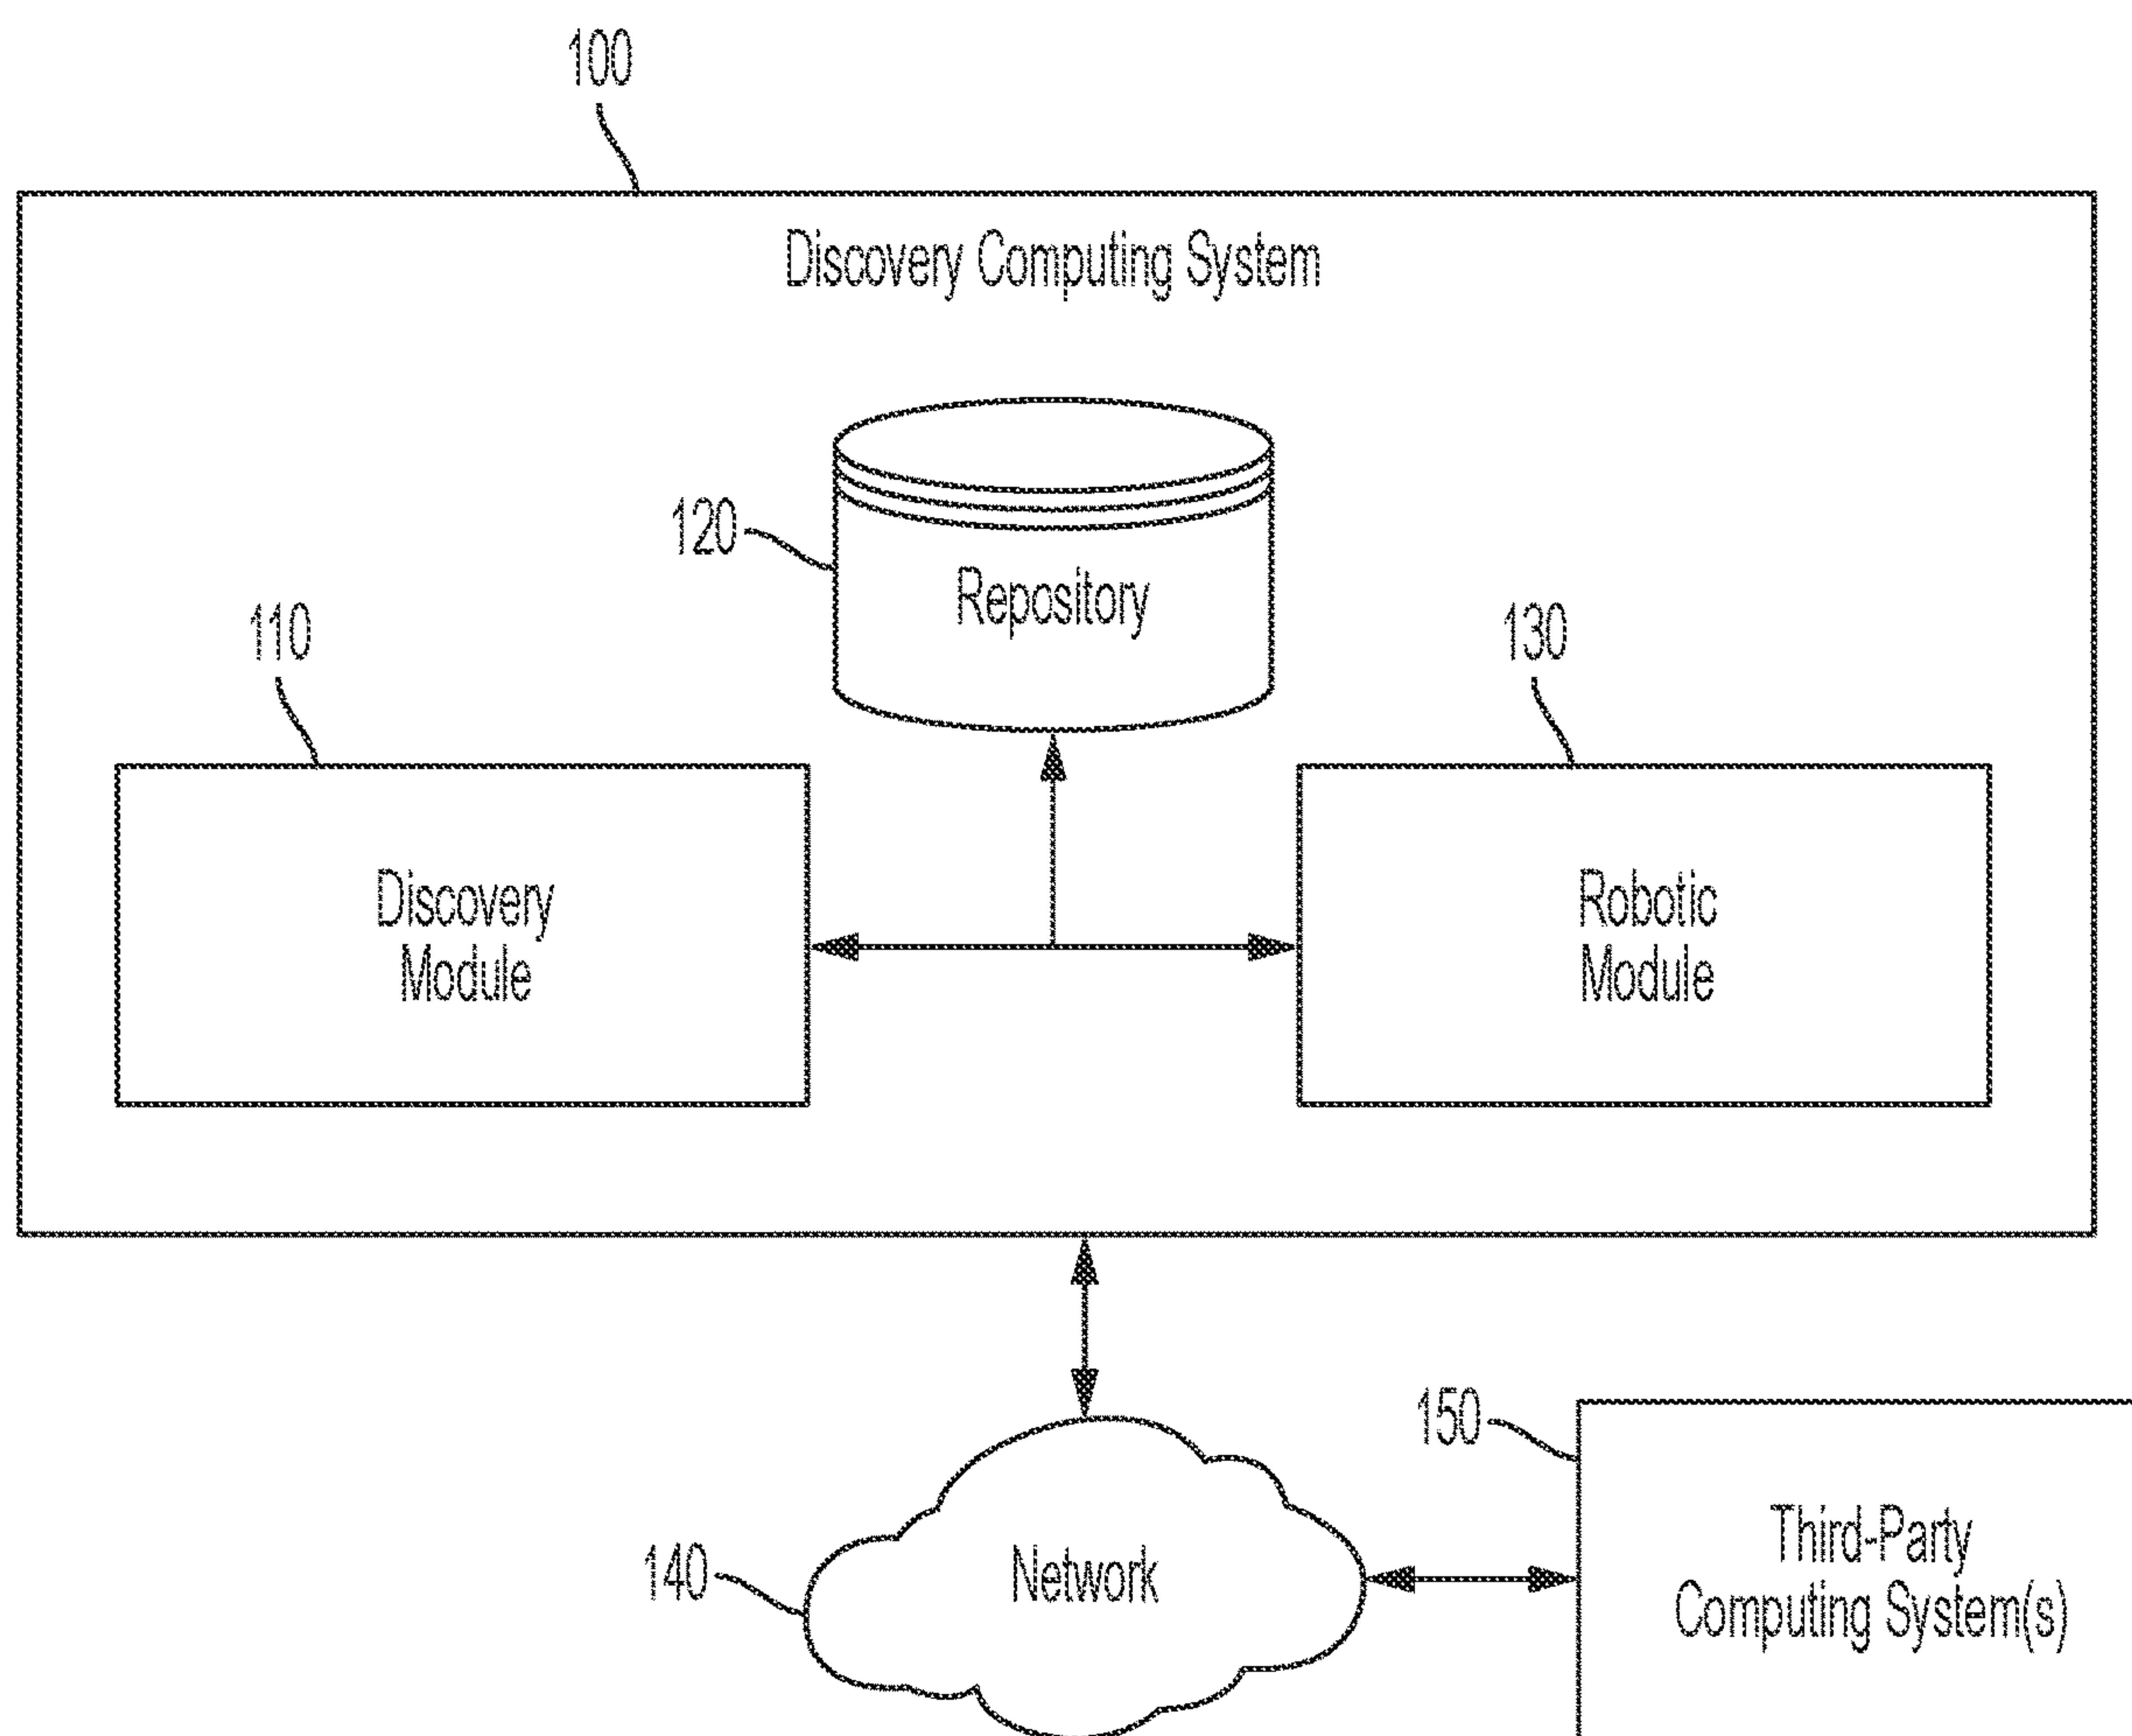 100
Discovery Computing System
120
Repository
110
130
Discovery
Module
Robotic
Module
150
Third-Party
Computing System(s)
140
Network